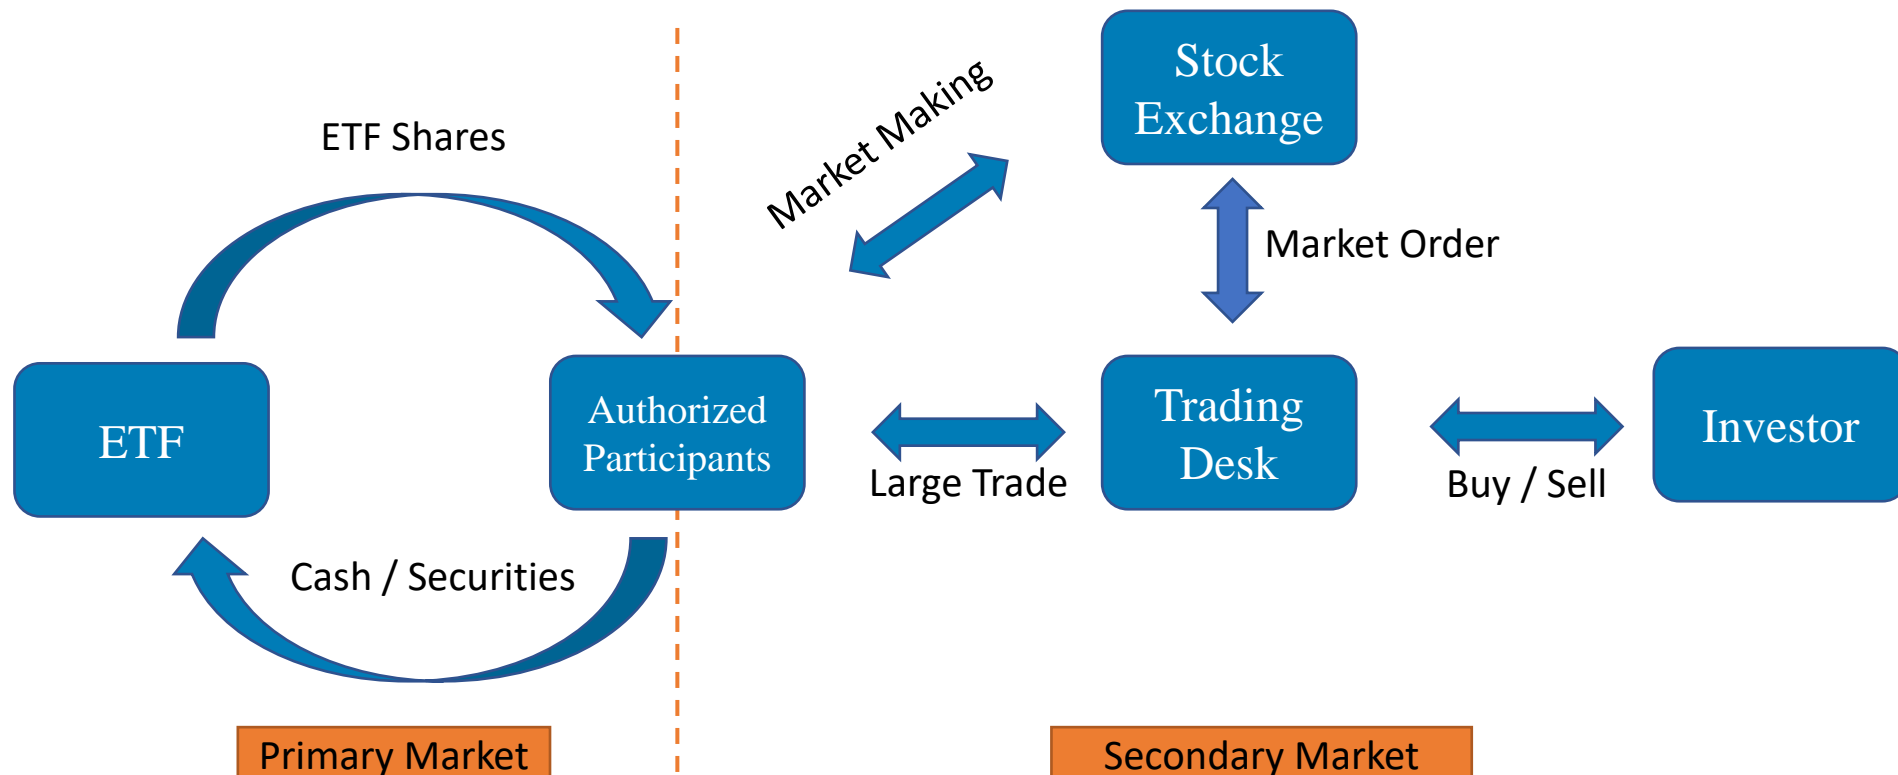 Stock
Exchange
ETF Shares
Market Making
Market Order
ETF
Authorized
Participants
Large Trade
Trading
Desk
Buy / Sell
Investor
Cash / Securities
Primary Market
Secondary Market